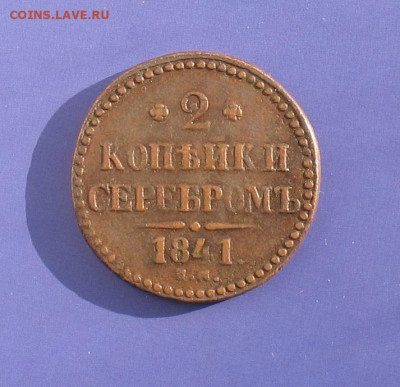 COINS.LAVE.RU
2
КОПѢЙКИ
СЕРЕБРОМЪ
1841.